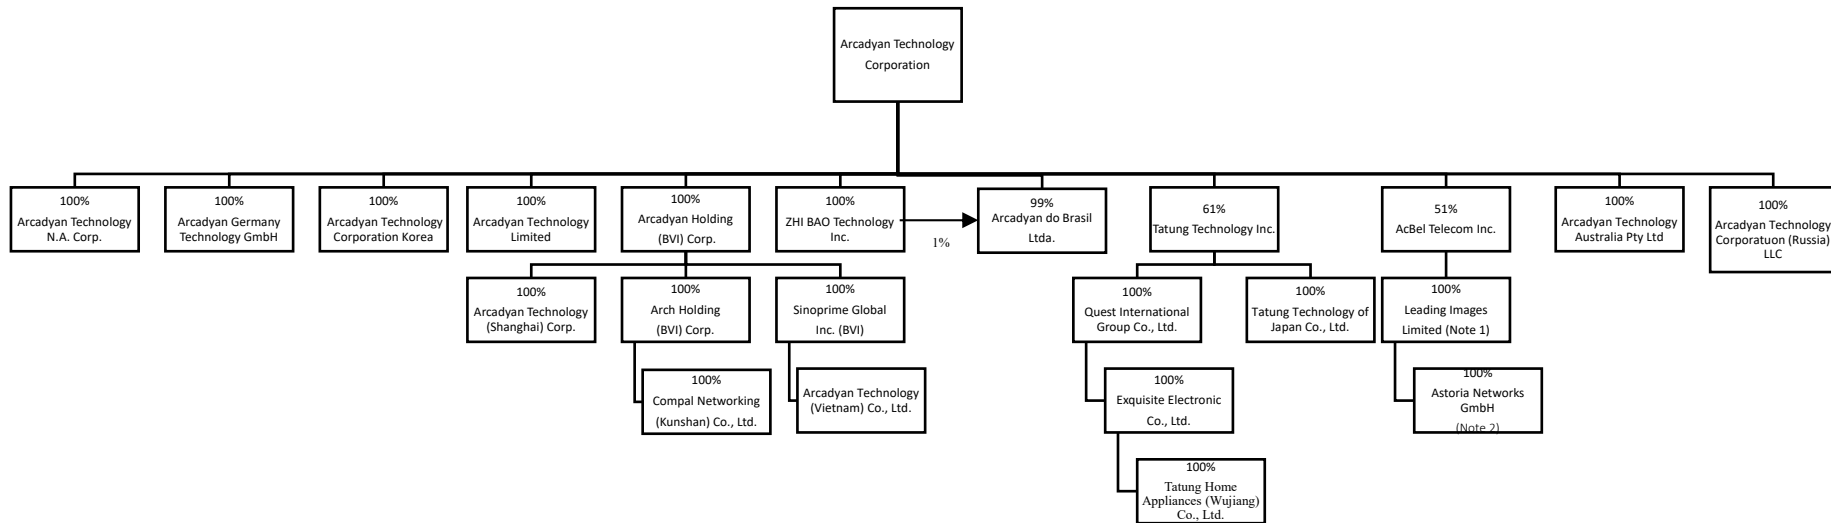 Arcadyan Technology
Corporation
100%
Arcadyan Technology
N.A. Corp.
100%
Arcadyan Germany
Technology GmbH
100%
Arcadyan Technology
Corporation Korea
100%
Arcadyan Technology
Limited
100%
Arcadyan Holding
(BVI) Corp.
100%
ZHI BAO Technology
Inc.
1%
99%
Arcadyan do Brasil
Ltda.
61%
Tatung Technology Inc.
51%
AcBel Telecom Inc.
100%
Arcadyan Technology
Australia Pty Ltd
100%
Arcadyan Technology
Corporatuon (Russia)
LLC
100%
Arcadyan Technology
(Shanghai) Corp.
100%
Arch Holding
(BVI) Corp.
100%
Sinoprime Global
Inc. (BVI)
100%
Quest International
Group Co., Ltd.
100%
Tatung Technology of
Japan Co., Ltd.
100%
Leading Images
Limited (Note 1)
100%
Compal Networking
(Kunshan) Co., Ltd.
Arcadyan Technology
(Vietnam) Co., Ltd.
100%
Exquisite Electronic
Co., Ltd.
100%
Astoria Networks
GmbH
(Note 2)
100%
Tatung Home
Appliances (Wujiang)
Co., Ltd.